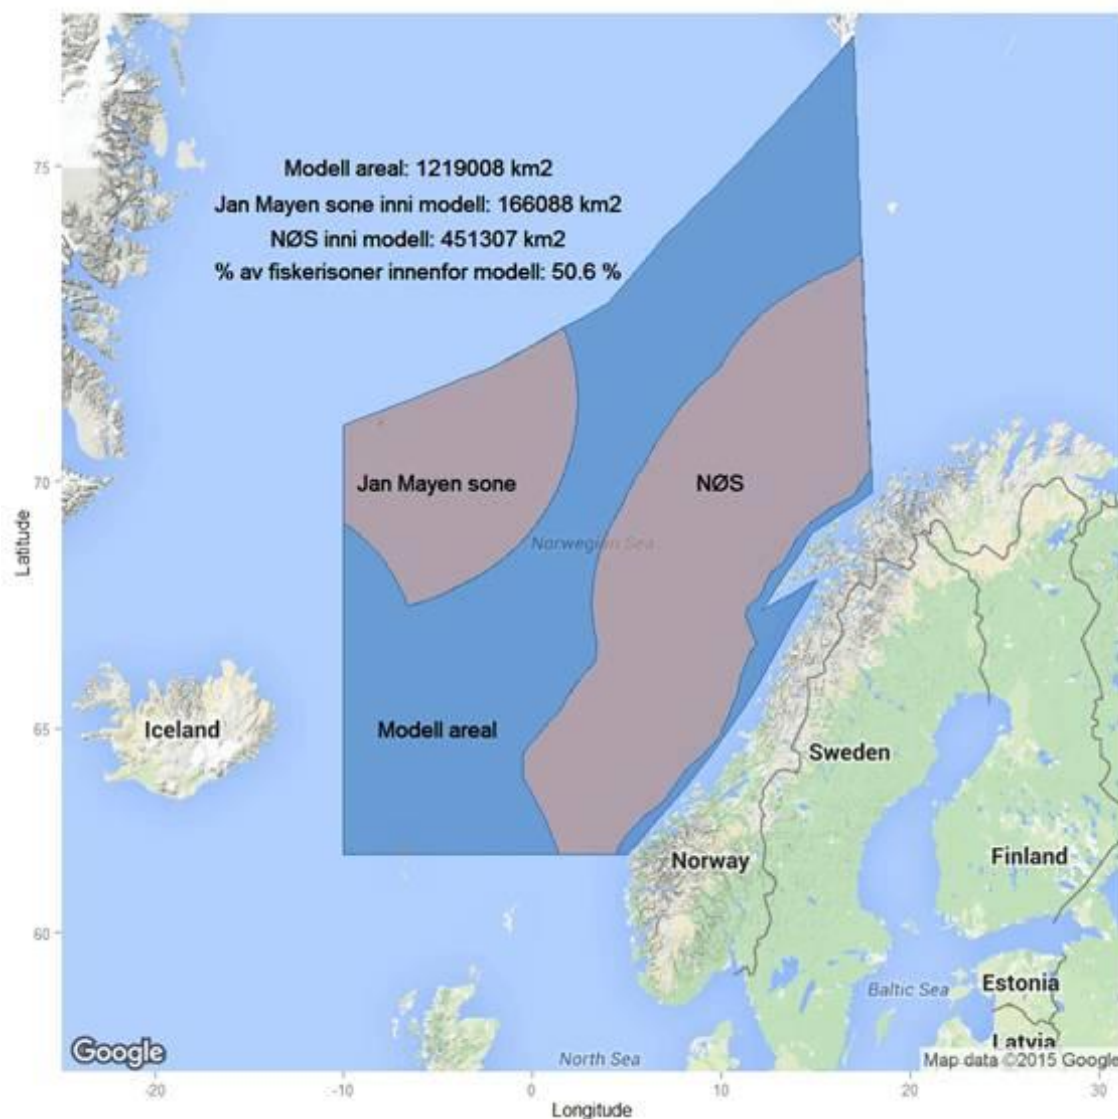 75
Modell areal: 1219008 km2
Jan Mayen sone inni modell: 166088 km2
NØS inni modell: 451307 km2
% av fiskerisoner innenfor modell: 50.6 %
70
Jan Mayen sone
NØS
Latitude
Norwegian Sea
65
Iceland
Modell areal
Sweden
Norway
Finland
60
Baltic Sea
Estonia
Latvia
Google
North Sea
Map data ©2015 Google
-20
-10
0
10
20
30
Longitude